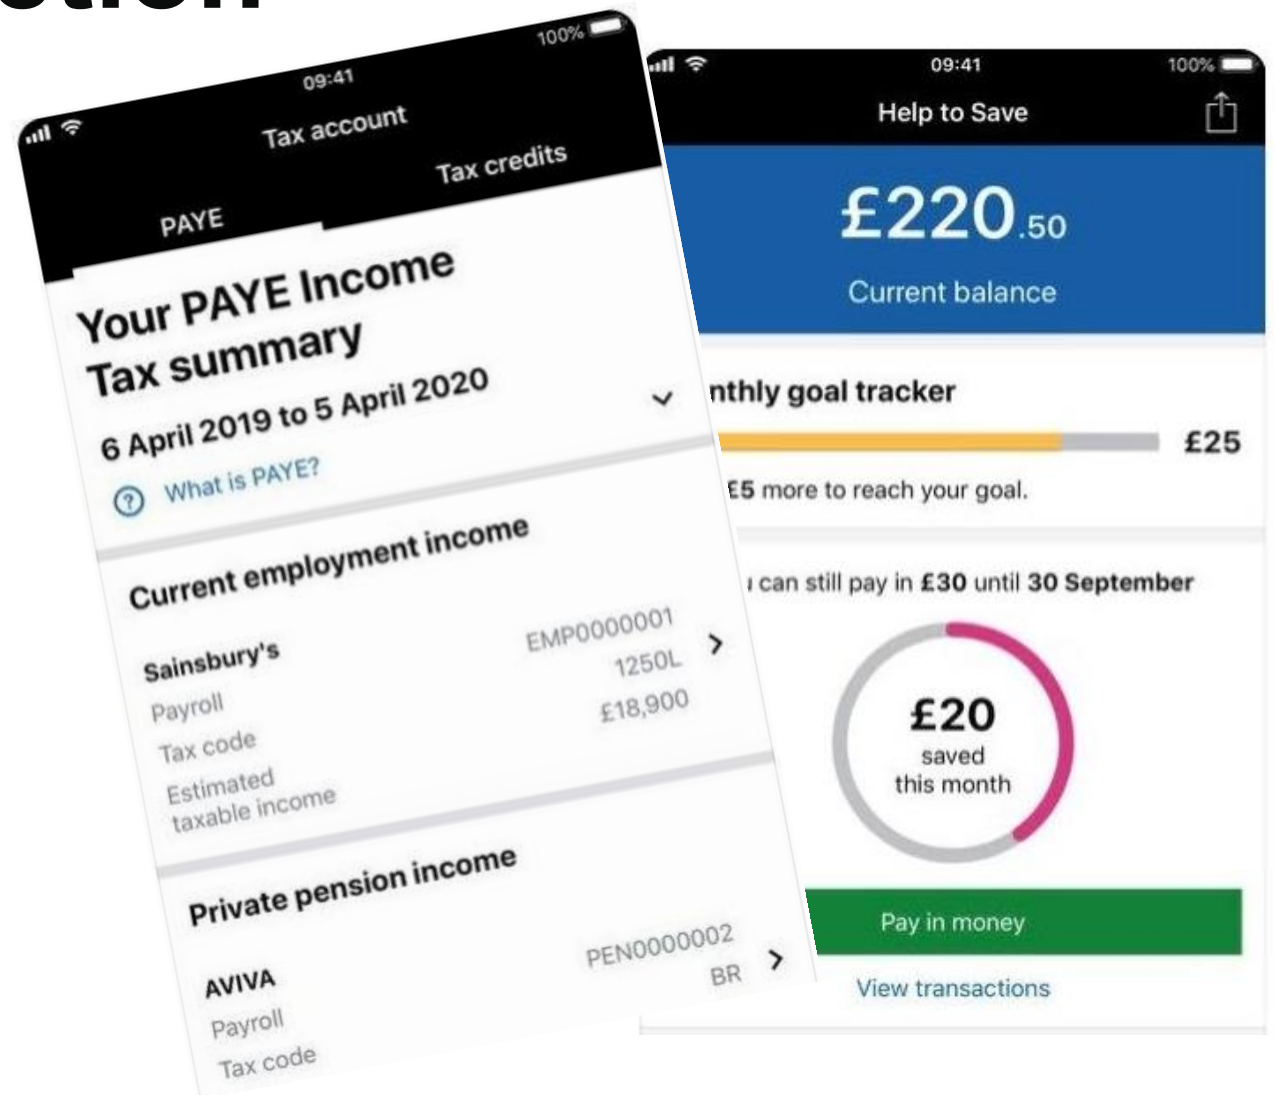 09:41
100%
Tax account
PAYE
Tax credits
Your PAYE Income
Tax summary
6 April 2019 to 5 April 2020
? What is PAYE?
Current employment income
Sainsbury's
Payroll EMP0000001
Tax code 1250L
Estimated
taxable income £18,900
Private pension income
AVIVA
Payroll PEN0000002
Tax code BR
09:41
100%
Help to Save
£220.50
Current balance
nthly goal tracker
£25
£5 more to reach your goal.
can still pay in £30 until 30 September
£20
saved
this month
Pay in money
View transactions